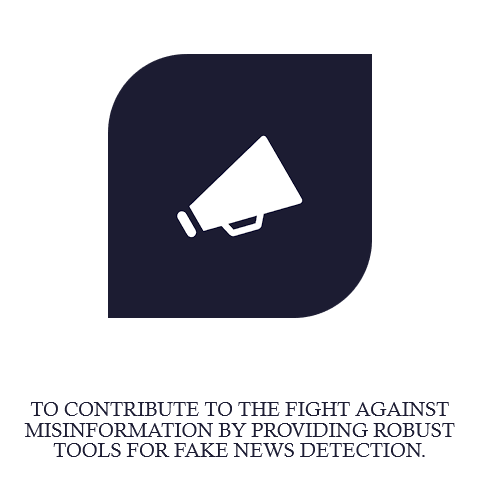 TO CONTRIBUTE TO THE FIGHT AGAINST
MISINFORMATION BY PROVIDING ROBUST
TOOLS FOR FAKE NEWS DETECTION.